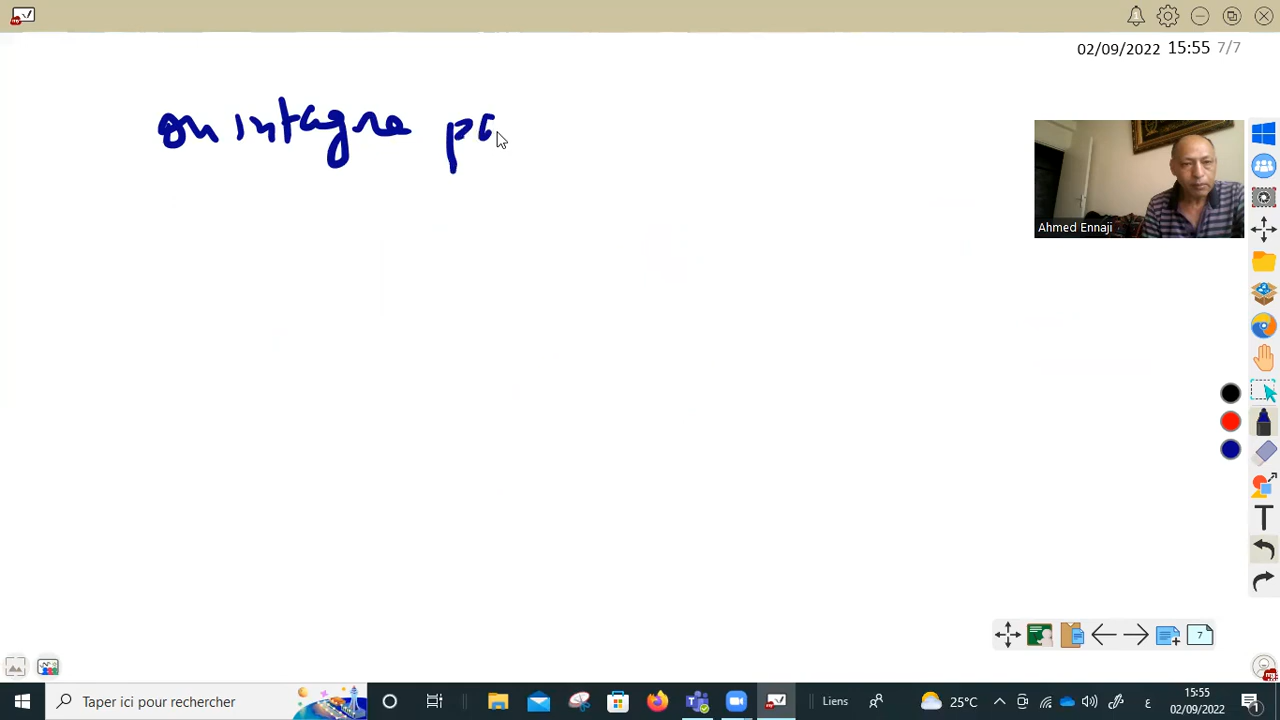 02/09/2022 15:55 7/7
on intègre pa
Ahmed Ennaji
7
Taper ici pour rechercher
Liens
25°C
15:55
02/09/2022
1